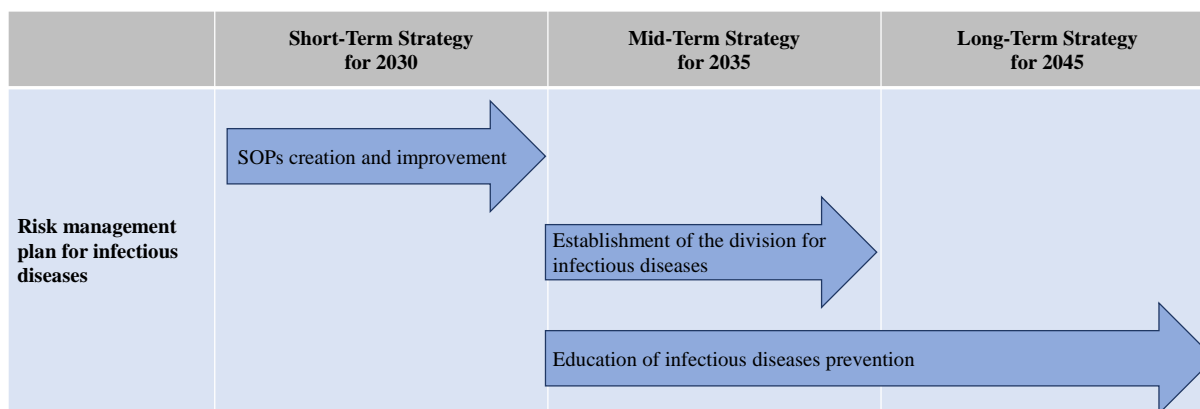 Short-Term Strategy
for 2030
Mid-Term Strategy
for 2035
Long-Term Strategy
for 2045
Risk management
plan for infectious
diseases
SOPs creation and improvement
Establishment of the division for
infectious diseases
Education of infectious diseases prevention